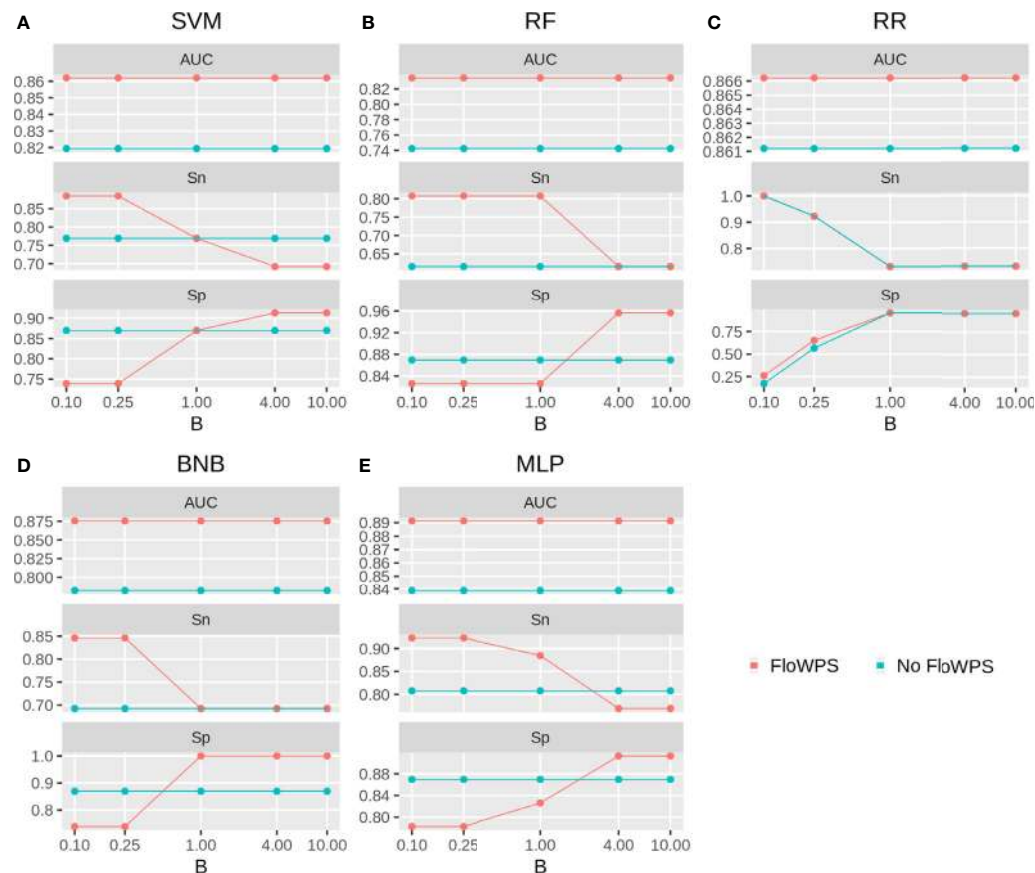 A SVM
AUC
0.86
0.85
0.84
0.83
0.82
Sn
0.85
0.80
0.75
0.70
Sp
0.90
0.85
0.80
0.75
0.10 0.25 1.00 4.00 10.00
B
B RF
AUC
0.82
0.80
0.78
0.76
0.74
Sn
0.80
0.75
0.70
0.65
Sp
0.96
0.92
0.88
0.84
0.10 0.25 1.00 4.00 10.00
B
C RR
AUC
0.866
0.865
0.864
0.863
0.862
0.861
Sn
1.0
0.9
0.8
Sp
0.75
0.50
0.25
0.10 0.25 1.00 4.00 10.00
B
D BNB
AUC
0.875
0.850
0.825
0.800
Sn
0.85
0.80
0.75
0.70
Sp
1.0
0.9
0.8
0.10 0.25 1.00 4.00 10.00
B
E MLP
AUC
0.89
0.88
0.87
0.86
0.85
0.84
Sn
0.90
0.85
0.80
Sp
0.88
0.84
0.80
0.10 0.25 1.00 4.00 10.00
B
FloWPS No FloWPS